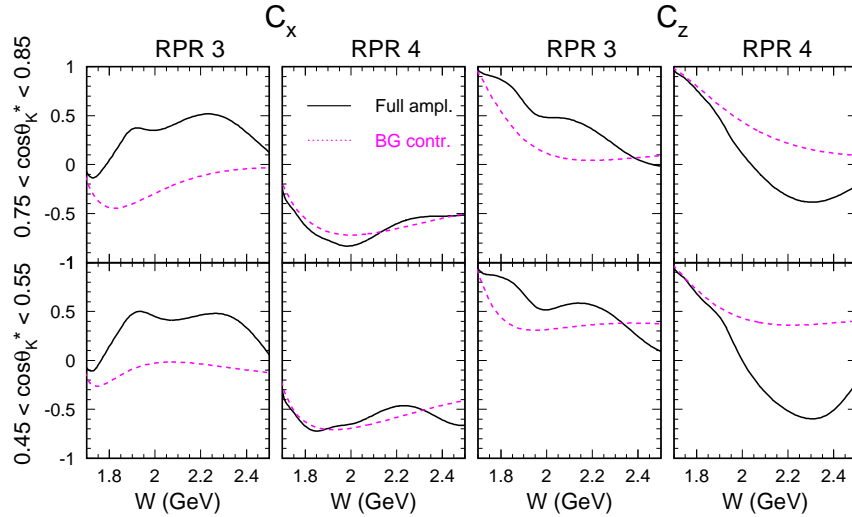 C_x C_z
RPR 3 RPR 4 RPR 3 RPR 4
0.75 < cosθ_K^* < 0.85
1
0.5
0
-0.5
-1
Full ampl.
BG contr.
0.45 < cosθ_K^* < 0.55
1
0.5
0
-0.5
-1
1.8 2 2.2 2.4 1.8 2 2.2 2.4 1.8 2 2.2 2.4 1.8 2 2.2 2.4
W (GeV) W (GeV) W (GeV) W (GeV)